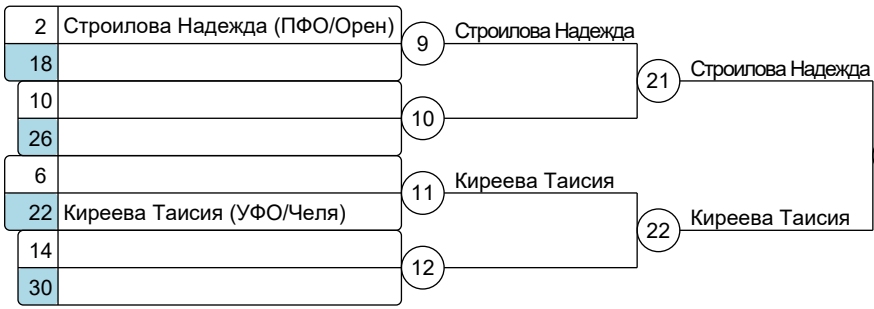 2 Строилова Надежда (ПФО/Орен)
9 Строилова Надежда
18
21 Строилова Надежда
10
10
26
6
11 Киреева Таисия
22 Киреева Таисия (УФО/Челя)
22 Киреева Таисия
14
12
30